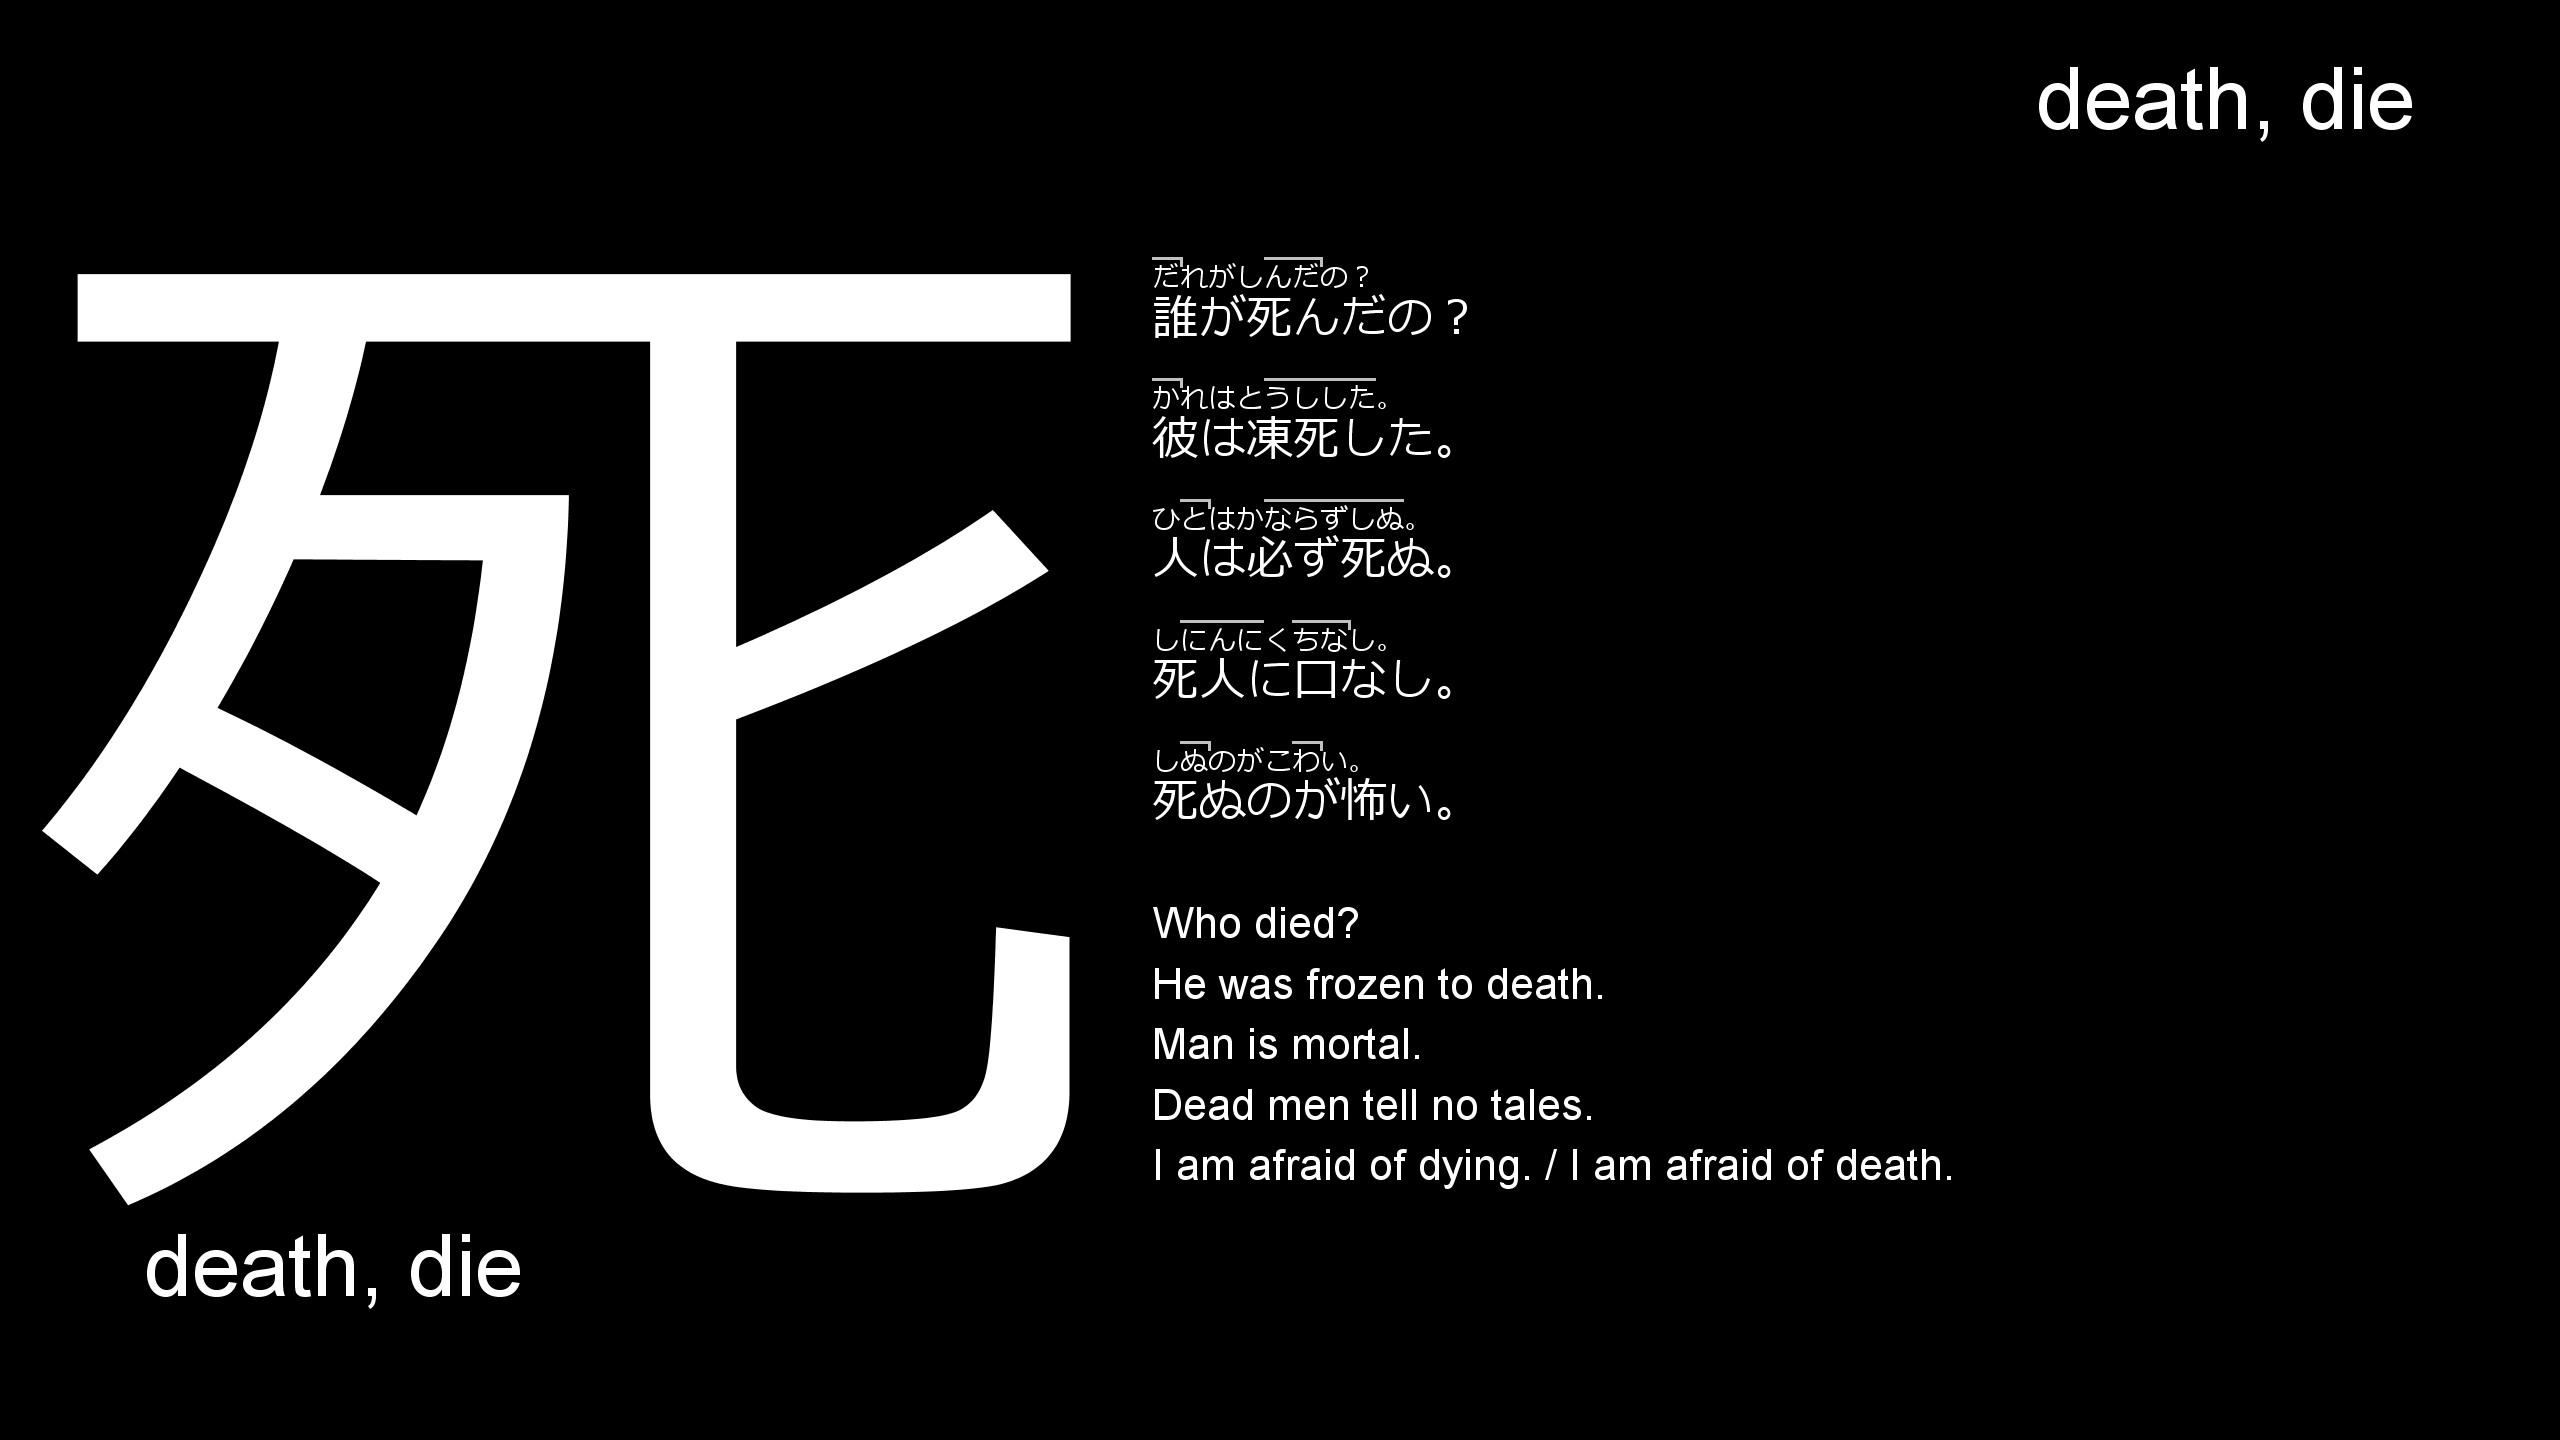 death, die
死
だれがしんだの？
誰が死んだの？
かれはとうしした。
彼は凍死した。
ひとはかならずしぬ。
人は必ず死ぬ。
しにんにくちなし。
死人に口なし。
しぬのがこわい。
死ぬのが怖い。
Who died?
He was frozen to death.
Man is mortal.
Dead men tell no tales.
I am afraid of dying. / I am afraid of death.
death, die